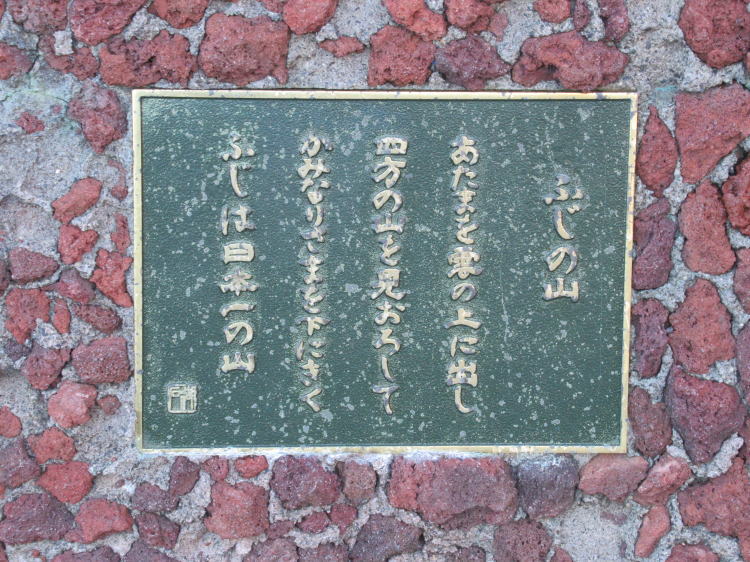 ふじの山
あたまを雲の上に出し
四方の山を見おろして
かみなりさまを下にきく
ふじは日本一の山